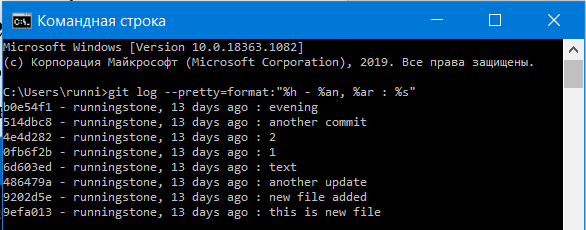 Командная строка
Microsoft Windows [Version 10.0.18363.1082]
(c) Корпорация Майкрософт (Microsoft Corporation), 2019. Все права защищены.
C:\Users\runni>git log --pretty=format:"%h - %an, %ar : %s"
b0e54f1 - runningstone, 13 days ago : evening
514dbc8 - runningstone, 13 days ago : another commit
4e4d282 - runningstone, 13 days ago : 2
0fb6f2b - runningstone, 13 days ago : 1
6d603ed - runningstone, 13 days ago : text
486479a - runningstone, 13 days ago : another update
9202d5e - runningstone, 13 days ago : new file added
9efa013 - runningstone, 13 days ago : this is new file